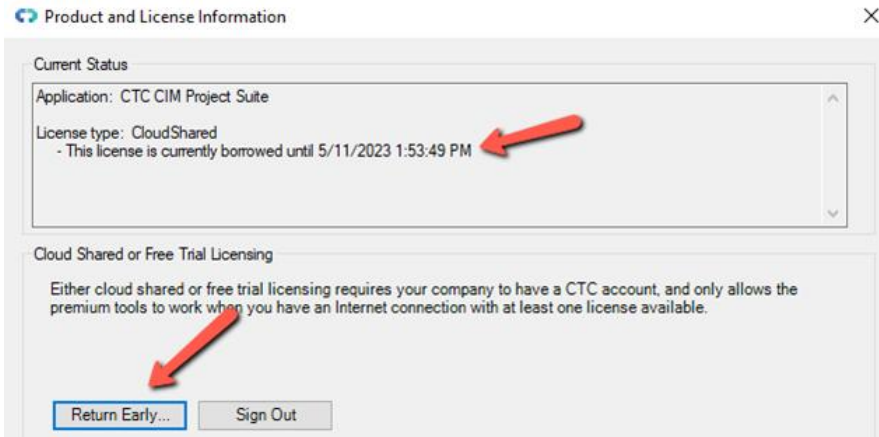 Product and License Information
Current Status
Application: CTC CIM Project Suite
License type: CloudShared
- This license is currently borrowed until 5/11/2023 1:53:49 PM
Cloud Shared or Free Trial Licensing
Either cloud shared or free trial licensing requires your company to have a CTC account, and only allows the
premium tools to work when you have an Internet connection with at least one license available.
Return Early...
Sign Out